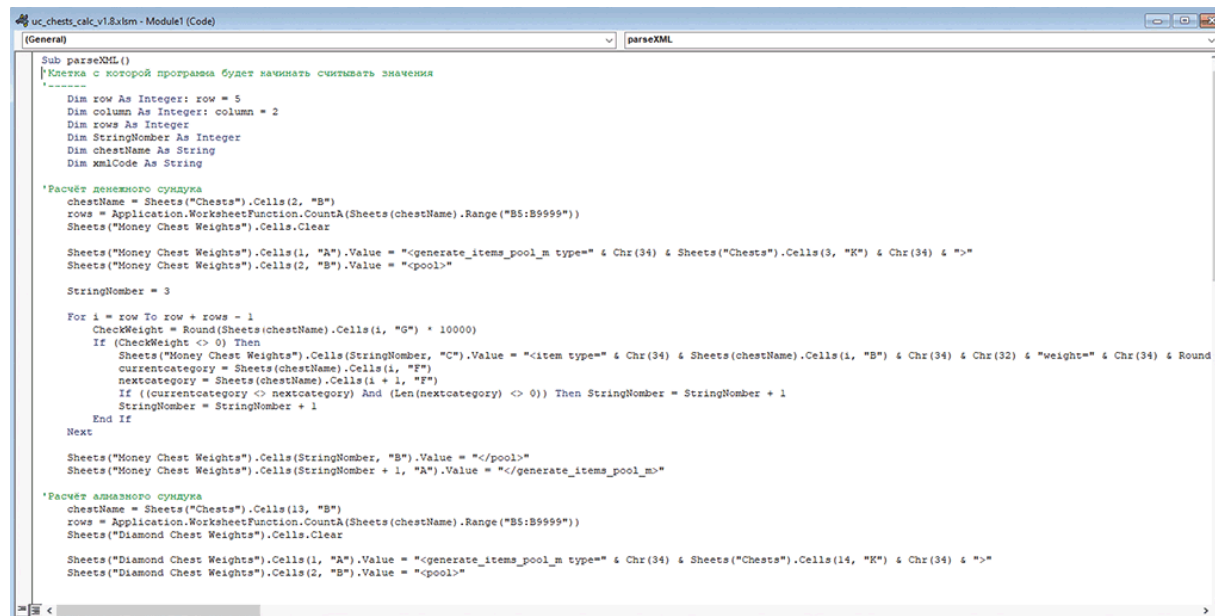 uc_chests_calc_v1.8.xlsm - Module1 (Code)
(General) parseXML
Sub parseXML()
'Клетка с которой программа будет начинать считывать значения
'------
Dim row As Integer: row = 5
Dim column As Integer: column = 2
Dim rows As Integer
Dim StringNomber As Integer
Dim chestName As String
Dim xmlCode As String
'Расчёт денежного сундука
chestName = Sheets("Chests").Cells(2, "B")
rows = Application.WorksheetFunction.CountA(Sheets(chestName).Range("B5:B9999"))
Sheets("Money Chest Weights").Cells.Clear
Sheets("Money Chest Weights").Cells(1, "A").Value = "<generate_items_pool_m type=" & Chr(34) & Sheets("Chests").Cells(3, "K") & Chr(34) & ">"
Sheets("Money Chest Weights").Cells(2, "B").Value = "<pool>"
StringNomber = 3
For i = row To row + rows - 1
CheckWeight = Round(Sheets(chestName).Cells(i, "G") * 10000)
If (CheckWeight <> 0) Then
Sheets("Money Chest Weights").Cells(StringNomber, "C").Value = "<item type=" & Chr(34) & Sheets(chestName).Cells(i, "B") & Chr(34) & Chr(32) & "weight=" & Chr(34) & Round
currentcategory = Sheets(chestName).Cells(i, "F")
nextcategory = Sheets(chestName).Cells(i + 1, "F")
If ((currentcategory <> nextcategory) And (Len(nextcategory) <> 0)) Then StringNomber = StringNomber + 1
StringNomber = StringNomber + 1
End If
Next
Sheets("Money Chest Weights").Cells(StringNomber, "B").Value = "</pool>"
Sheets("Money Chest Weights").Cells(StringNomber + 1, "A").Value = "</generate_items_pool_m>"
'Расчёт алмазного сундука
chestName = Sheets("Chests").Cells(13, "B")
rows = Application.WorksheetFunction.CountA(Sheets(chestName).Range("B5:B9999"))
Sheets("Diamond Chest Weights").Cells.Clear
Sheets("Diamond Chest Weights").Cells(1, "A").Value = "<generate_items_pool_m type=" & Chr(34) & Sheets("Chests").Cells(14, "K") & Chr(34) & ">"
Sheets("Diamond Chest Weights").Cells(2, "B").Value = "<pool>"